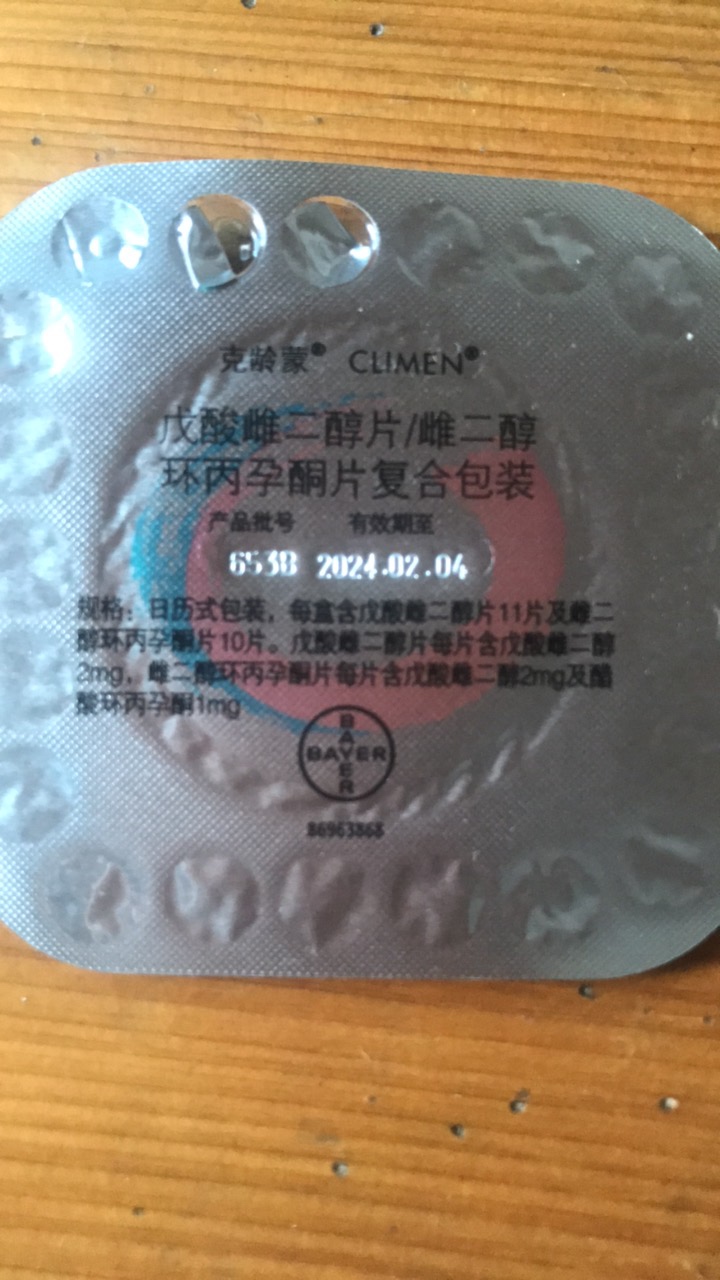 克龄蒙® CLIMEN®
戊酸雌二醇片/雌二醇
环丙孕酮片复合包装
产品批号 有效期至
653B 2024.02.04
规格：日历式包装，每盒含戊酸雌二醇片11片及雌二
醇环丙孕酮片10片。戊酸雌二醇片每片含戊酸雌二醇
2mg，雌二醇环丙孕酮片每片含戊酸雌二醇2mg及醋
酸环丙孕酮1mg
BAYER
BAYER
86963868